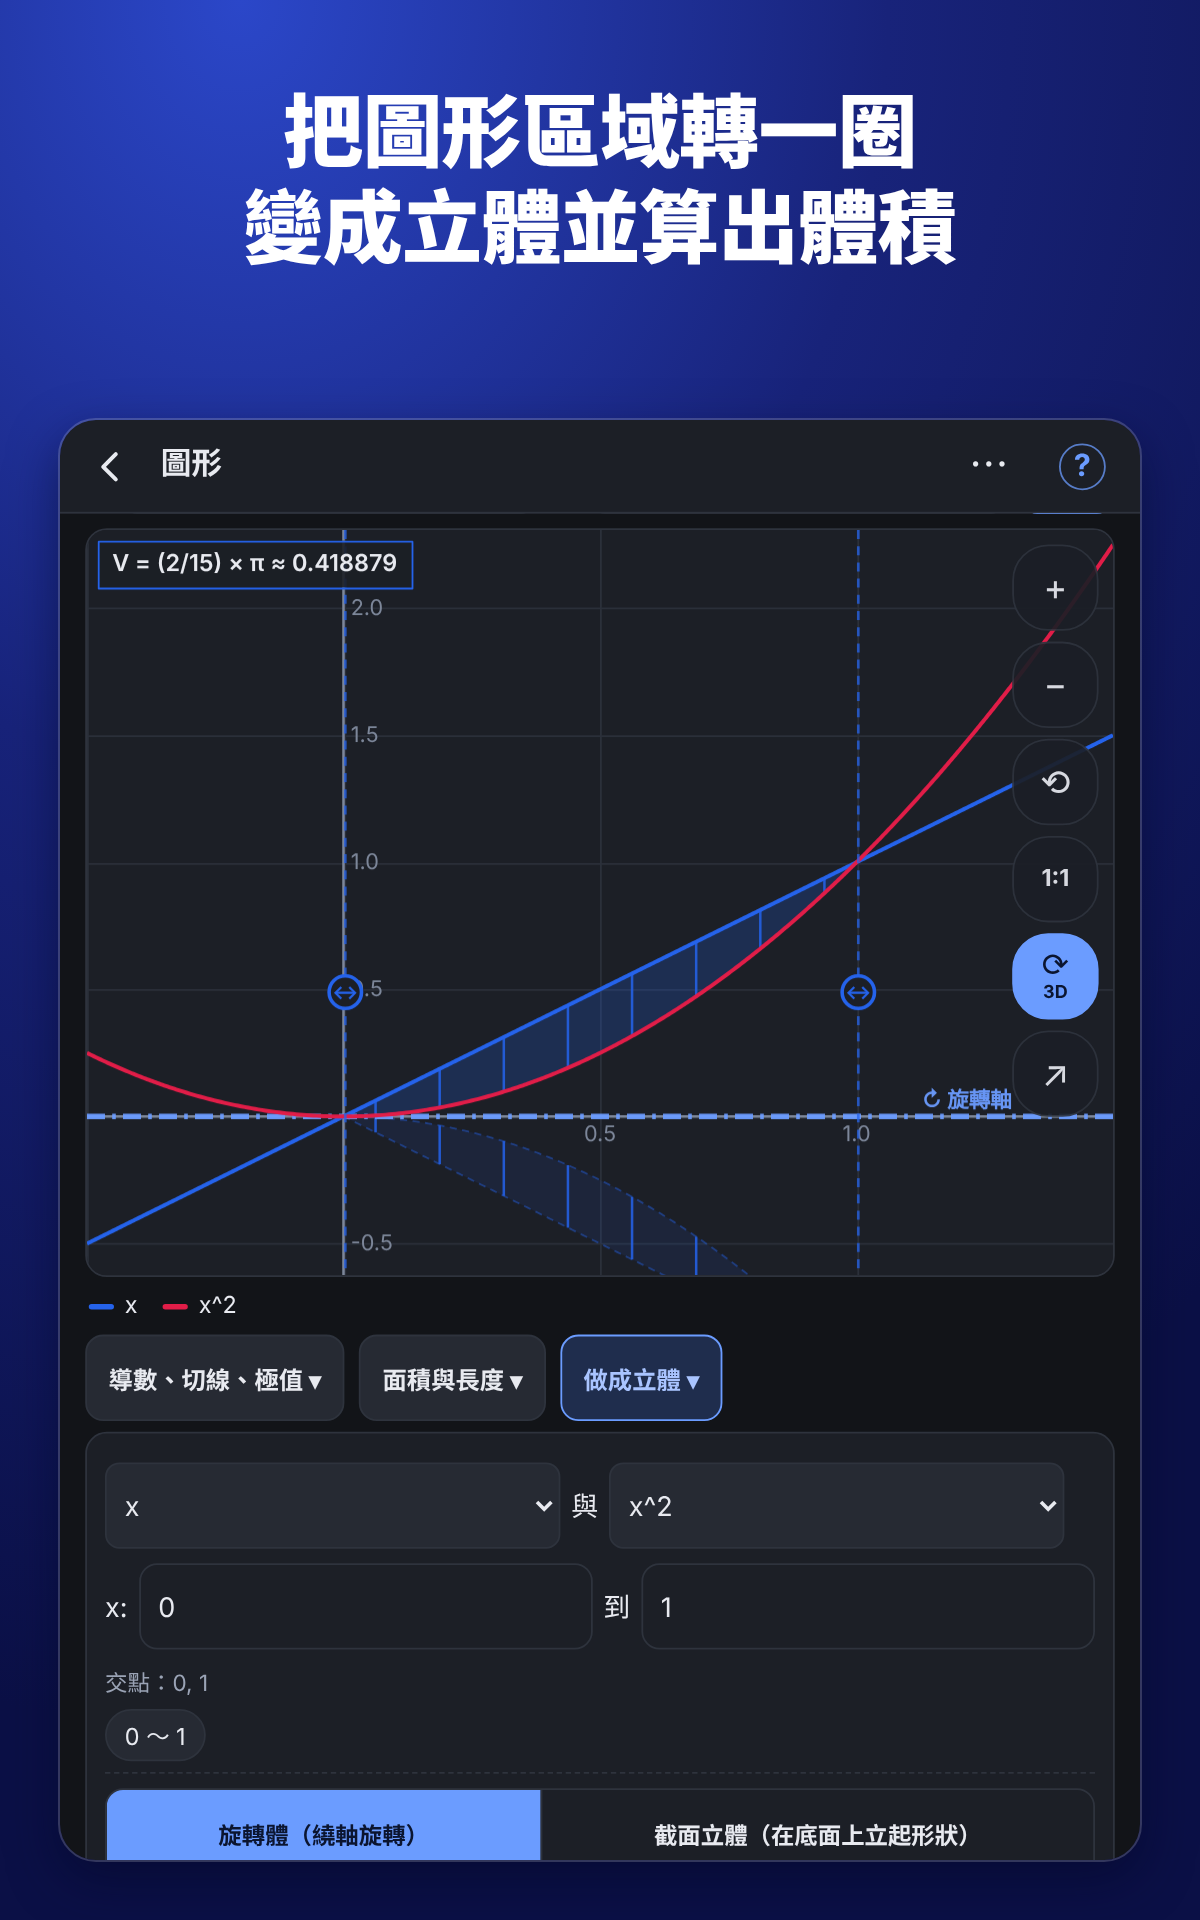 把圖形區域轉一圈
變成立體並算出體積
圖形
?
V = (2/15) × π ≈ 0.418879
2.0
1.5
1.0
.5
-0.5
0.5
1.0
旋轉軸
+
−
1:1
3D
x
x^2
導數、切線、極值 ▾
面積與長度 ▾
做成立體 ▾
x 與 x^2
x: 0 到 1
交點：0, 1
0 ～ 1
旋轉體（繞軸旋轉）
截面立體（在底面上立起形狀）